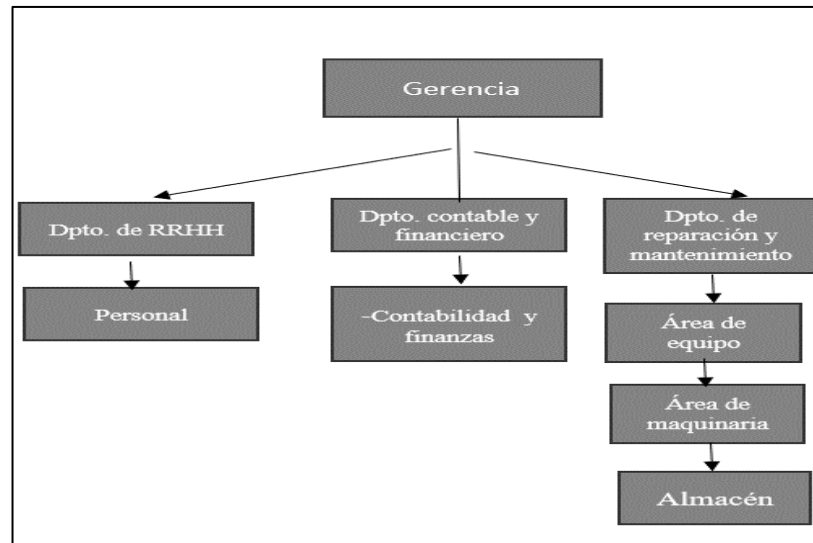 Gerencia
Dpto. de RRHH
Dpto. contable y
financiero
Dpto. de
reparación y
mantenimiento
Personal
-Contabilidad y
finanzas
Área de
equipo
Área de
maquinaria
Almacén